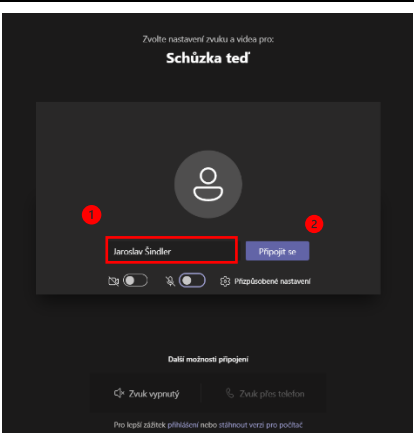 Zvolte nastavení zvuku a videa pro:
Schůzka teď
1
2
Jaroslav Šindler
Připojit se
Přizpůsobené nastavení
Další možnosti připojení
Zvuk vypnutý
Zvuk přes telefon
Pro lepší zážitek přihlášení nebo stáhnout verzi pro počítač